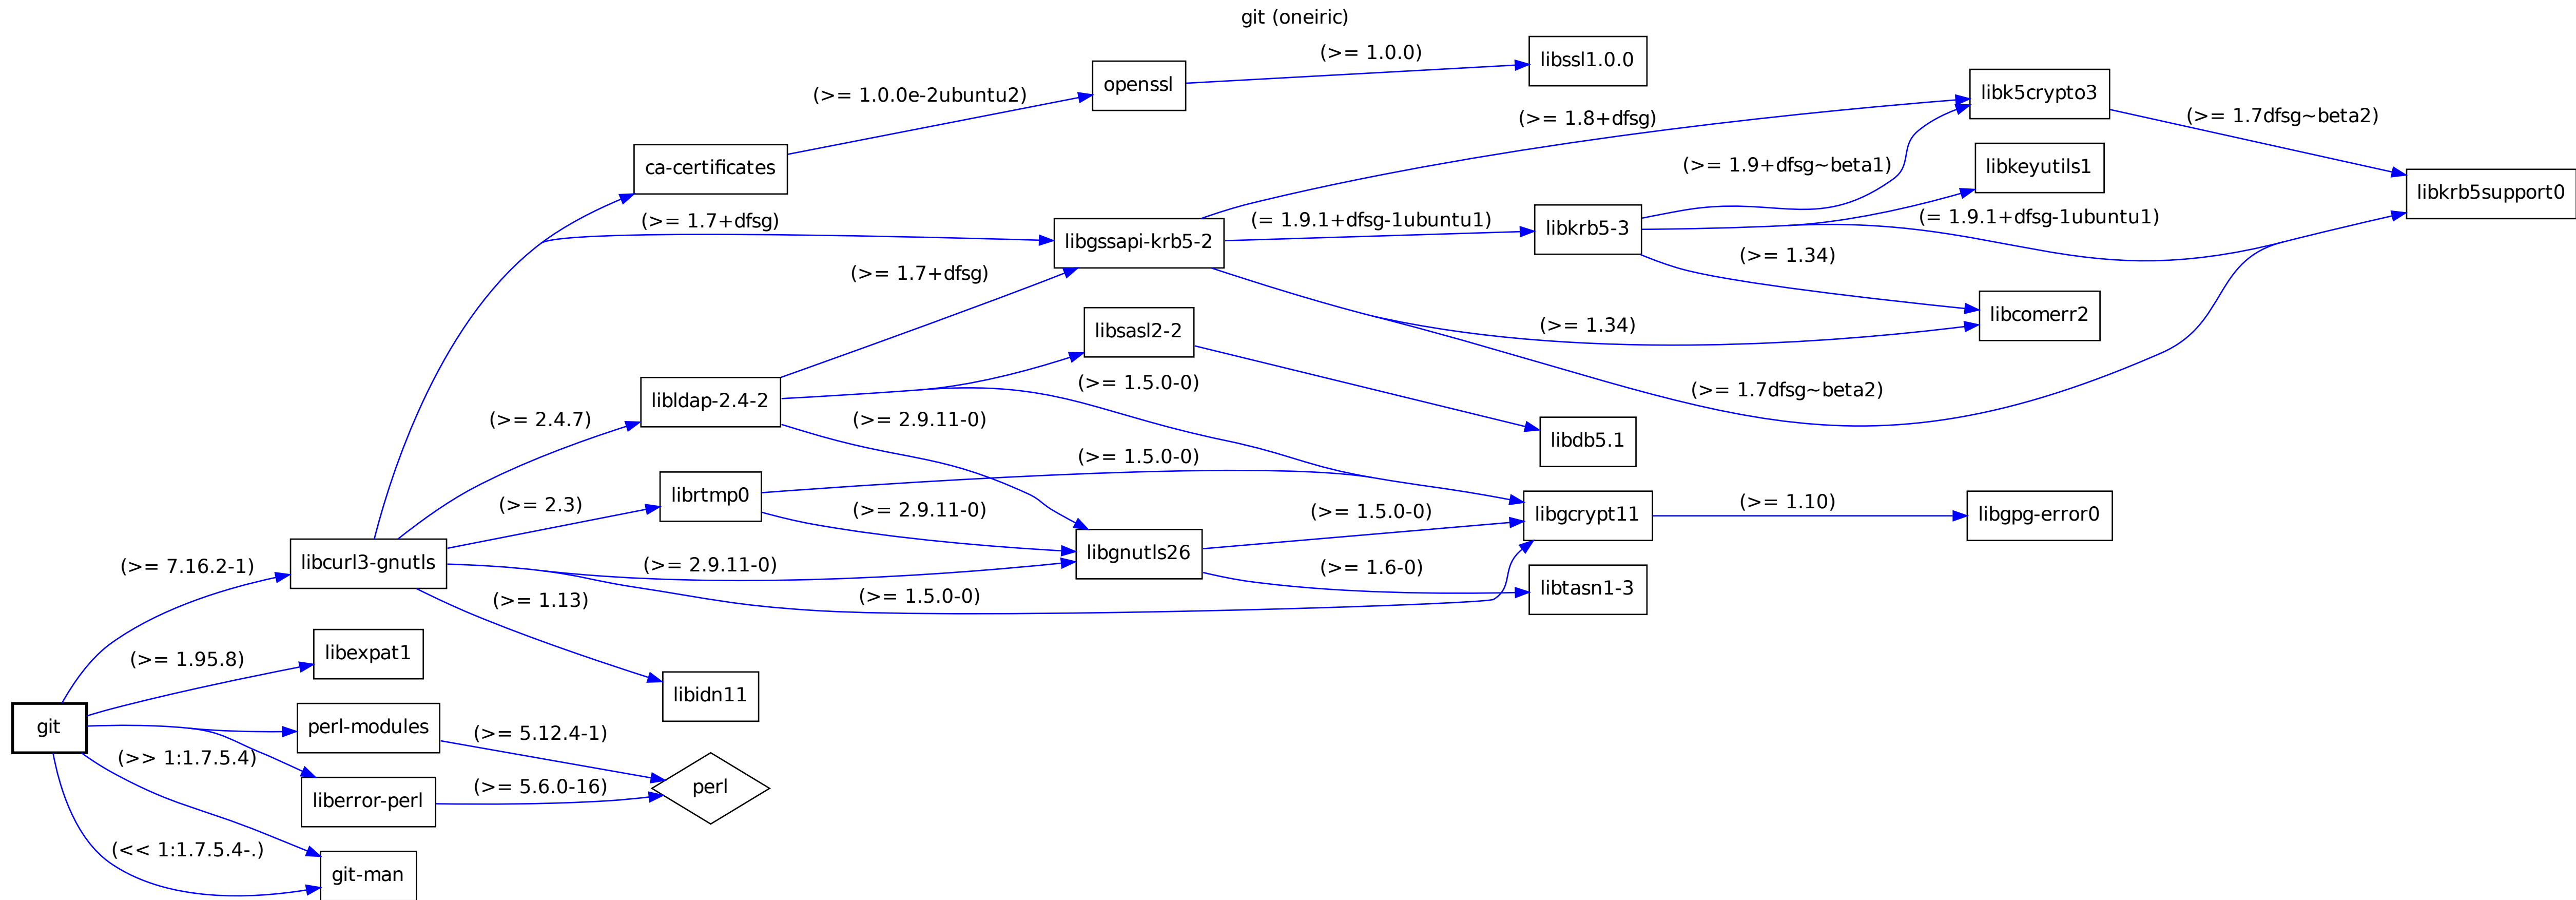 git (oneiric)
(>= 1.0.0)
libssl1.0.0
openssl
(>= 1.0.0e-2ubuntu2)
libk5crypto3
(>= 1.8+dfsg)
(>= 1.7dfsg~beta2)
ca-certificates
(>= 1.9+dfsg~beta1)
libkeyutils1
libkrb5support0
(>= 1.7+dfsg)
libgssapi-krb5-2
(= 1.9.1+dfsg-1ubuntu1)
libkrb5-3
(= 1.9.1+dfsg-1ubuntu1)
(>= 1.7+dfsg)
(>= 1.34)
libcomerr2
libsasl2-2
(>= 1.34)
(>= 1.5.0-0)
(>= 1.7dfsg~beta2)
libldap-2.4-2
(>= 2.4.7)
(>= 2.9.11-0)
libdb5.1
(>= 1.5.0-0)
librtmp0
(>= 2.3)
(>= 2.9.11-0)
(>= 1.5.0-0)
libgcrypt11
(>= 1.10)
libgpg-error0
libgnutls26
(>= 7.16.2-1)
libcurl3-gnutls
(>= 2.9.11-0)
(>= 1.6-0)
libtasn1-3
(>= 1.13)
(>= 1.5.0-0)
(>= 1.95.8)
libexpat1
libidn11
git
perl-modules
(>= 5.12.4-1)
(>> 1:1.7.5.4)
liberror-perl
(>= 5.6.0-16)
perl
(<< 1:1.7.5.4-.)
git-man